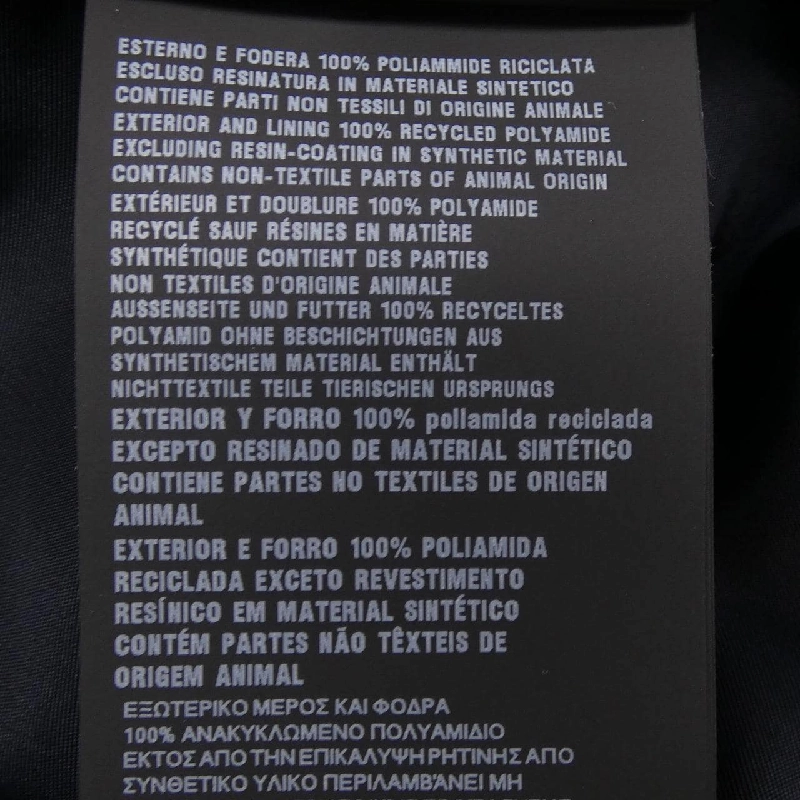 ESTERNO E FODERA 100% POLIAMMIDE RICICLATA
ESCLUSO RESINATURA IN MATERIALE SINTETICO
CONTIENE PARTI NON TESSILI DI ORIGINE ANIMALE
EXTERIOR AND LINING 100% RECYCLED POLYAMIDE
EXCLUDING RESIN-COATING IN SYNTHETIC MATERIAL
CONTAINS NON-TEXTILE PARTS OF ANIMAL ORIGIN
EXTÉRIEUR ET DOUBLURE 100% POLYAMIDE
RECYCLÉ SAUF RÉSINES EN MATIÈRE
SYNTHÉTIQUE CONTIENT DES PARTIES
NON TEXTILES D'ORIGINE ANIMALE
AUSSENSEITE UND FUTTER 100% RECYCELTES
POLYAMID OHNE BESCHICHTUNGEN AUS
SYNTHETISCHEM MATERIAL ENTHÄLT
NICHTTEXTILE TEILE TIERISCHEN URSPRUNGS
EXTERIOR Y FORRO 100% poliamida reciclada
EXCEPTO RESINADO DE MATERIAL SINTÉTICO
CONTIENE PARTES NO TEXTILES DE ORIGEN
ANIMAL
EXTERIOR E FORRO 100% POLIAMIDA
RECICLADA EXCETO REVESTIMENTO
RESÍNICO EM MATERIAL SINTÉTICO
CONTÉM PARTES NÃO TÊXTEIS DE
ORIGEM ANIMAL
ΕΞΩΤΕΡΙΚΟ ΜΕΡΟΣ ΚΑΙ ΦΟΔΡΑ
100% ΑΝΑΚΥΚΛΩΜΕΝΟ ΠΟΛΥΑΜΙΔΙΟ
ΕΚΤΟΣ ΑΠΟ ΤΗΝ ΕΠΙΚΑΛΥΨΗ ΡΗΤΙΝΗΣ ΑΠΟ
ΣΥΝΘΕΤΙΚΟ ΥΛΙΚΟ ΠΕΡΙΛΑΜΒΆΝΕΙ ΜΗ